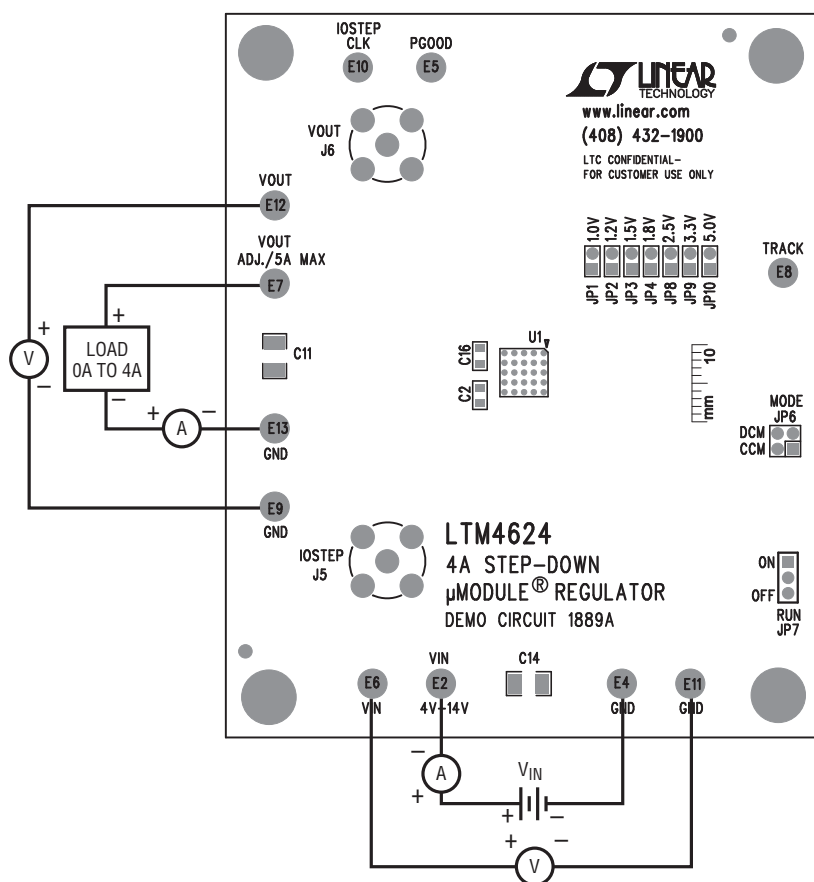 IOSTEP
CLK
PGOOD
E10
E5
LINEAR
TECHNOLOGY
www.linear.com
(408) 432-1900
LTC CONFIDENTIAL-
FOR CUSTOMER USE ONLY
VOUT
J6
VOUT
E12
VOUT
ADJ./5A MAX
E7
1.0V
1.2V
1.5V
1.8V
2.5V
3.3V
5.0V
JP1
JP2
JP3
JP4
JP8
JP9
JP10
TRACK
E8
+
V
−
+
LOAD
0A TO 4A
−
+
A
−
C11
E13
GND
E9
GND
C16
C2
U1
10
mm
MODE
JP6
DCM
CCM
IOSTEP
J5
LTM4624
4A STEP-DOWN
µMODULE® REGULATOR
DEMO CIRCUIT 1889A
ON
OFF
RUN
JP7
VIN
C14
E6
E2
E4
E11
VIN
4V-14V
GND
GND
−
A
+
VIN
+
−
+
V
−